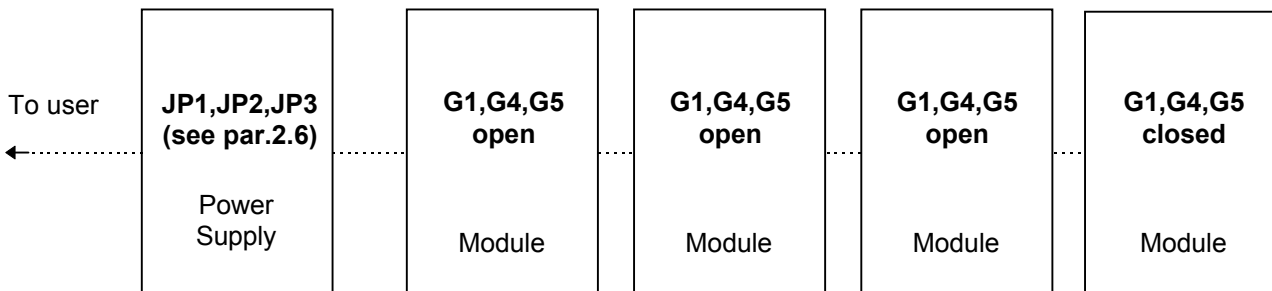 To user
JP1,JP2,JP3
(see par.2.6)
Power
Supply
G1,G4,G5
open
Module
G1,G4,G5
open
Module
G1,G4,G5
open
Module
G1,G4,G5
closed
Module